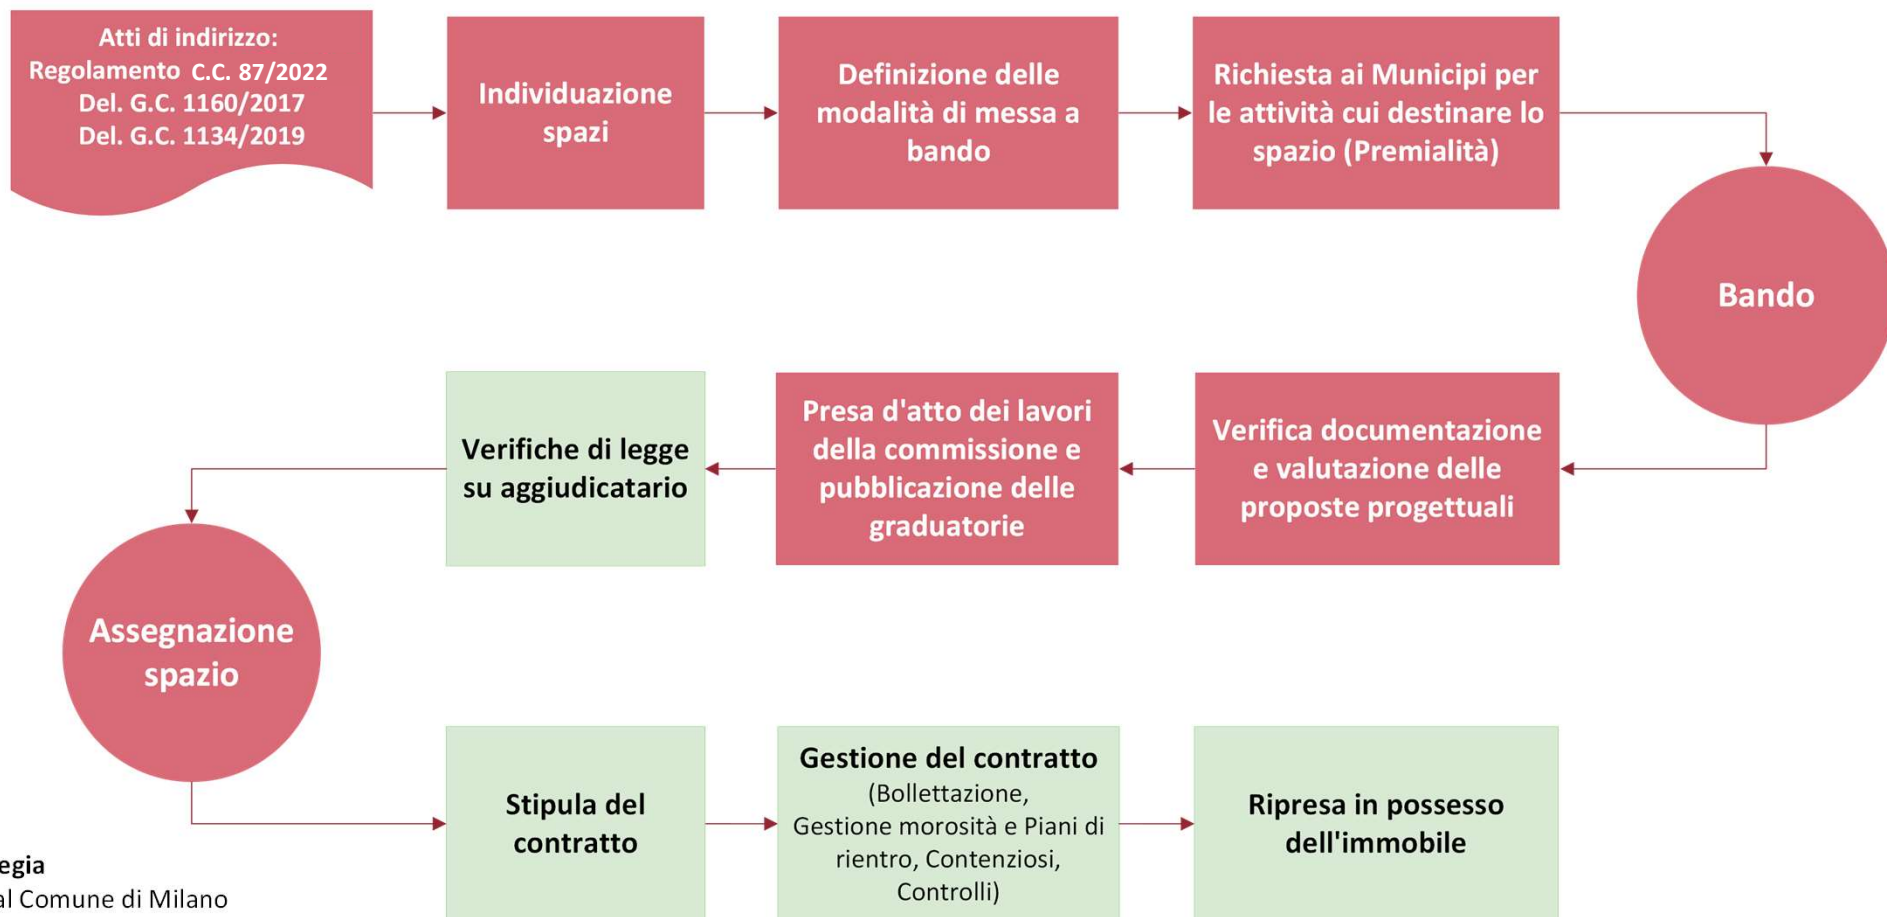 Atti di indirizzo:
Regolamento C.C. 87/2022
Del. G.C. 1160/2017
Del. G.C. 1134/2019
Individuazione
spazi
Definizione delle
modalità di messa a
bando
Richiesta ai Municipi per
le attività cui destinare lo
spazio (Premialità)
Bando
Verifica documentazione
e valutazione delle
proposte progettuali
Presa d'atto dei lavori
della commissione e
pubblicazione delle
graduatorie
Verifiche di legge
su aggiudicatario
Assegnazione
spazio
Stipula del
contratto
Gestione del contratto
(Bollettazione,
Gestione morosità e Piani di
rientro, Contenziosi,
Controlli)
Ripresa in possesso
dell'immobile
egia
al Comune di Milano